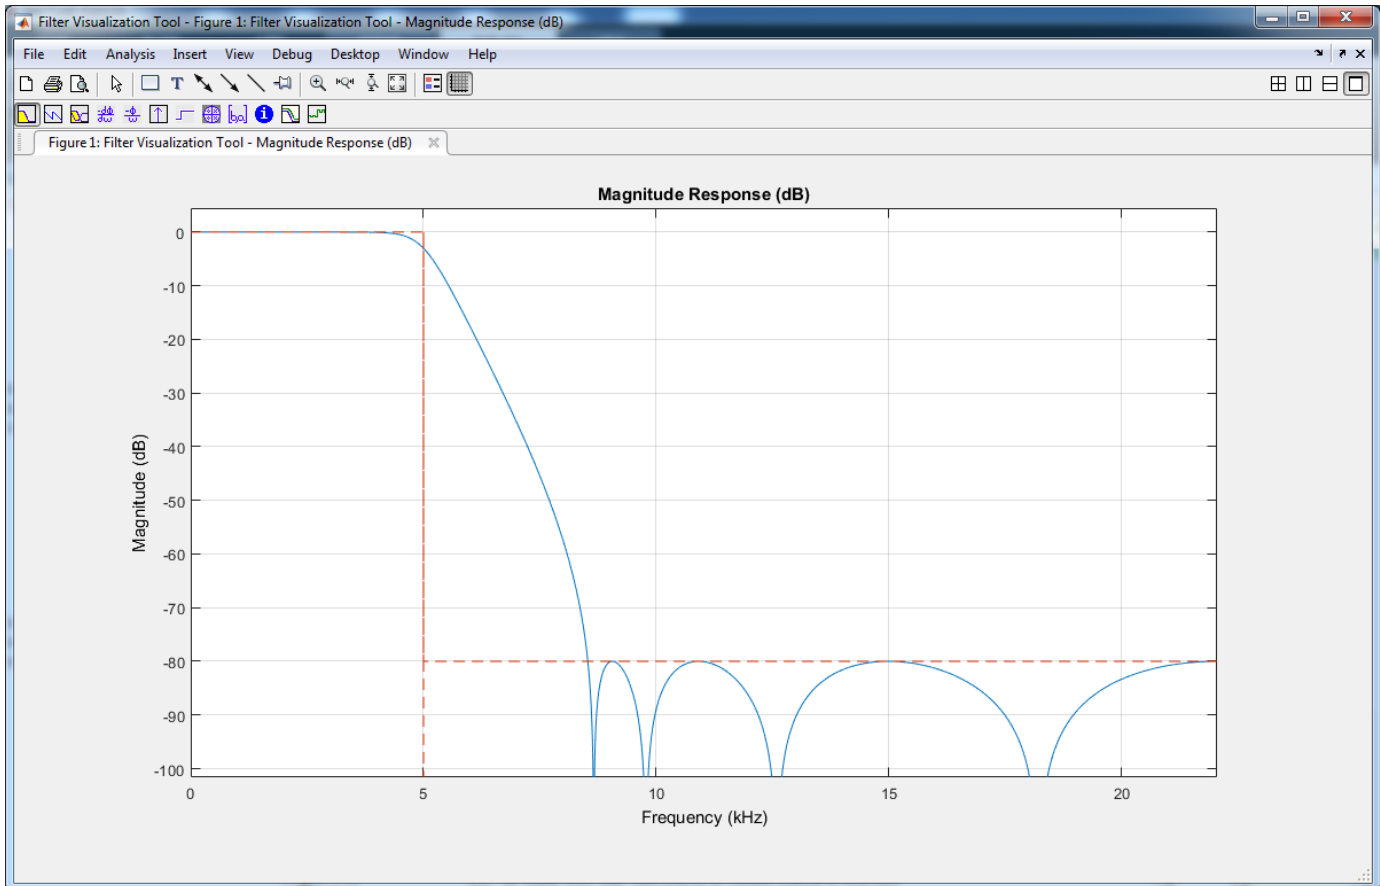 Filter Visualization Tool - Figure 1: Filter Visualization Tool - Magnitude Response (dB)
File Edit Analysis Insert View Debug Desktop Window Help
Figure 1: Filter Visualization Tool - Magnitude Response (dB)
Magnitude Response (dB)
0
-10
-20
-30
-40
-50
-60
-70
-80
-90
-100
Magnitude (dB)
0 5 10 15 20
Frequency (kHz)